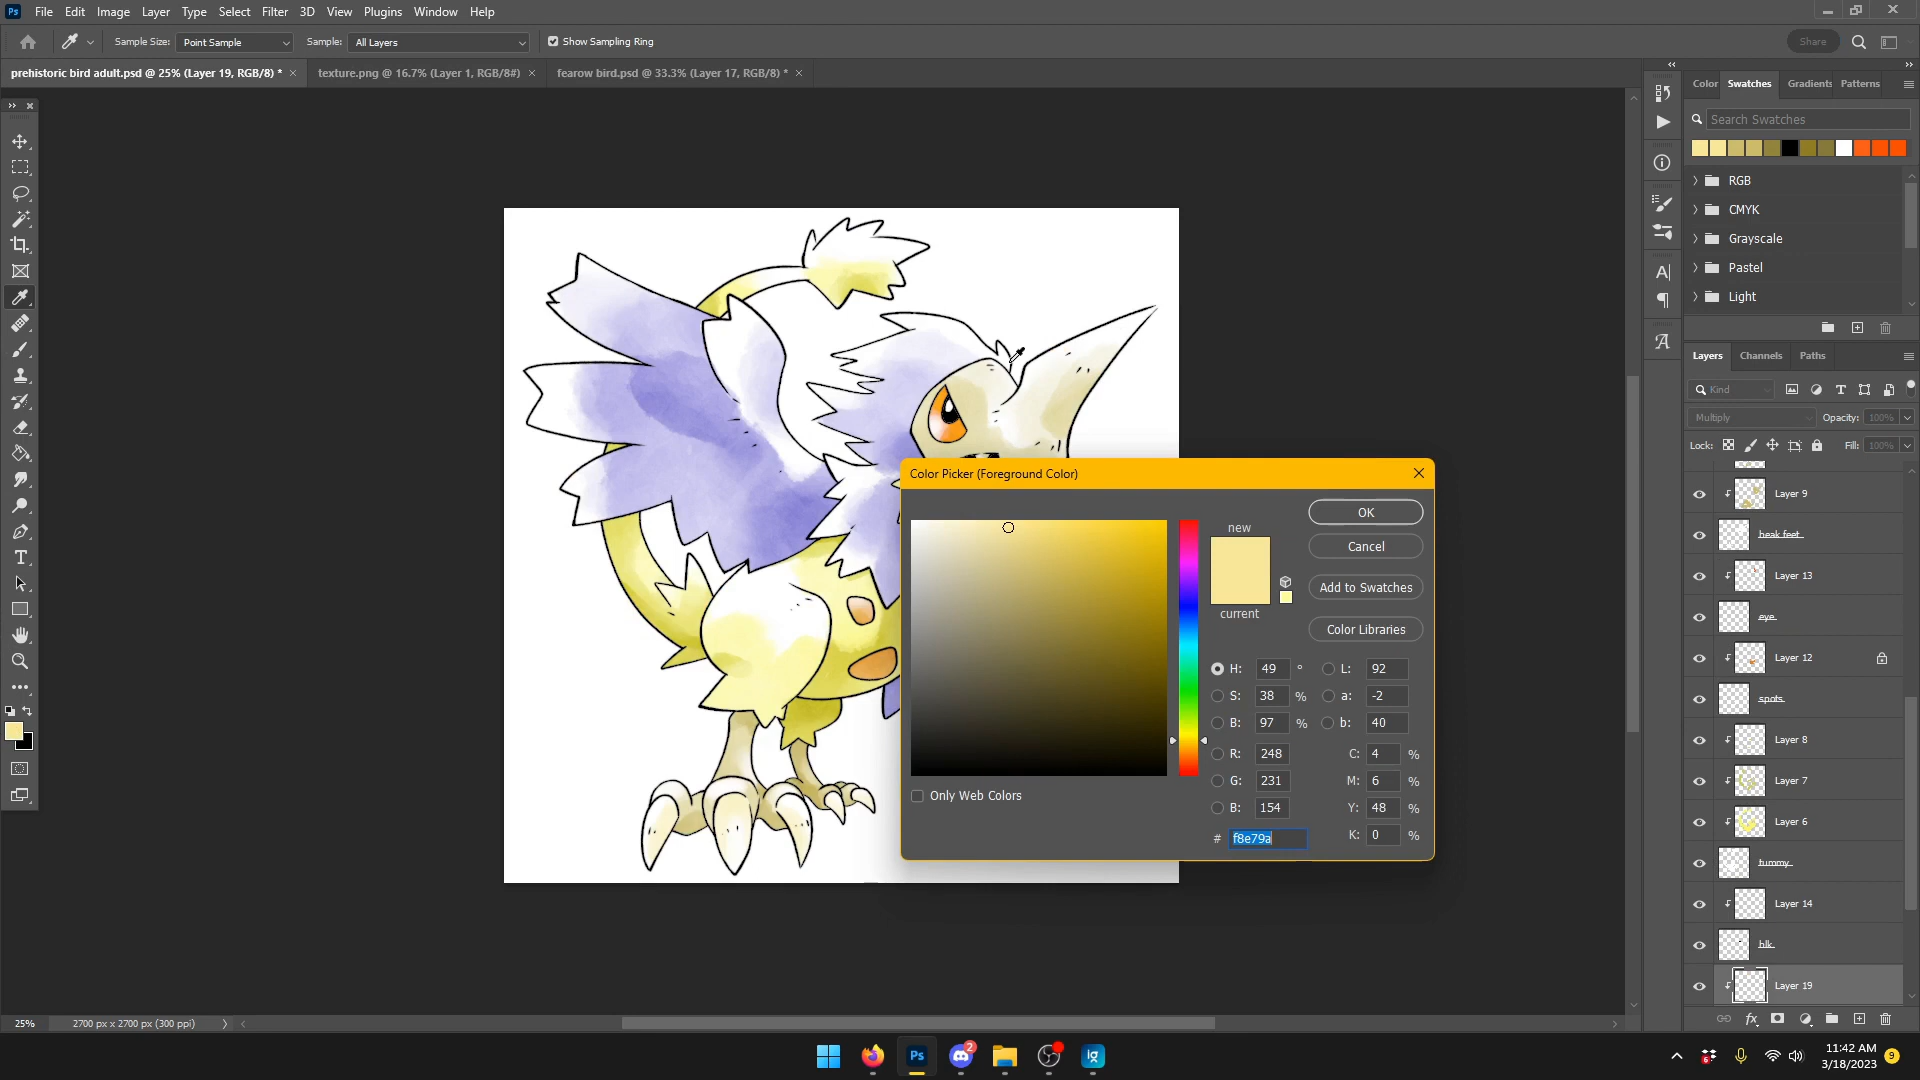 Ps File Edit Image Layer Type Select Filter 3D View Plugins Window Help
Sample Size: Point Sample Sample: All Layers Show Sampling Ring Share
prehistoric bird adult.psd @ 25% (Layer 19, RGB/8) * × texture.png @ 16.7% (Layer 1, RGB/8#) × fearow bird.psd @ 33.3% (Layer 17, RGB/8) * ×
Color Swatches Gradients Patterns
Search Swatches
RGB
CMYK
Grayscale
Pastel
Light
Layers Channels Paths
Kind
Multiply Opacity: 100%
Lock: Fill: 100%
Layer 9
beak feet
Layer 13
eye
Layer 12
spots
Layer 8
Layer 7
Layer 6
tummy
Layer 14
blk
Layer 19
fx
Color Picker (Foreground Color)
new
current
OK
Cancel
Add to Swatches
Color Libraries
H: 49 ° L: 92
S: 38 % a: -2
B: 97 % b: 40
R: 248 C: 4 %
G: 231 M: 6 %
B: 154 Y: 48 %
# f8e79a K: 0 %
Only Web Colors
25% 2700 px x 2700 px (300 ppi)
Ps 2 Ig 6
11:42 AM
3/18/2023
9